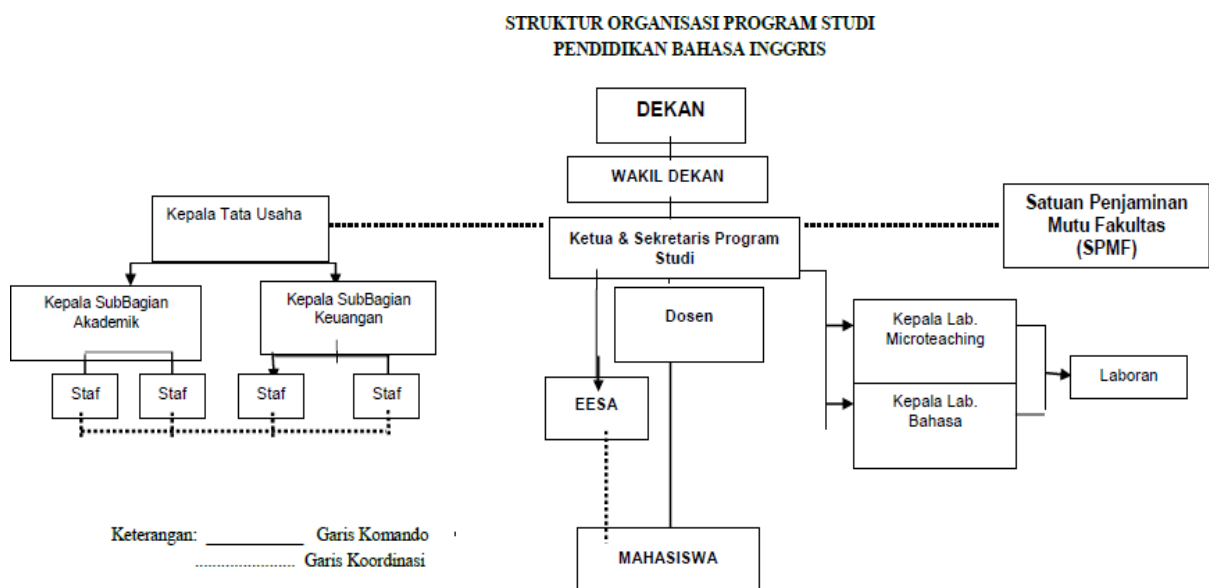 STRUKTUR ORGANISASI PROGRAM STUDI
PENDIDIKAN BAHASA INGGRIS
DEKAN
WAKIL DEKAN
Kepala Tata Usaha
Ketua & Sekretaris Program
Studi
Satuan Penjaminan
Mutu Fakultas
(SPMF)
Kepala SubBagian
Akademik
Kepala SubBagian
Keuangan
Dosen
Kepala Lab.
Microteaching
Laboran
Staf
Staf
Staf
Staf
EESA
Kepala Lab.
Bahasa
Keterangan: __________ Garis Komando
........................ Garis Koordinasi
MAHASISWA